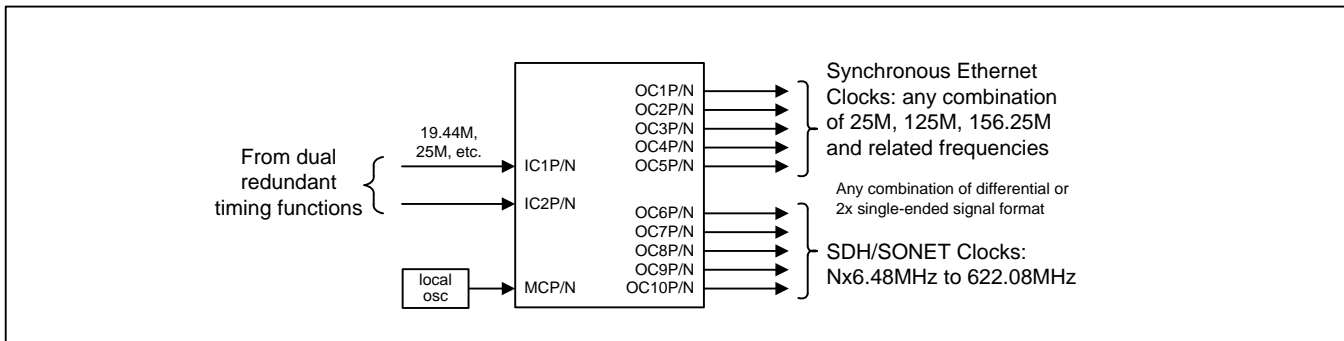 From dual
redundant
timing functions
19.44M,
25M, etc.
local
osc
IC1P/N
IC2P/N
MCP/N
OC1P/N
OC2P/N
OC3P/N
OC4P/N
OC5P/N
OC6P/N
OC7P/N
OC8P/N
OC9P/N
OC10P/N
Synchronous Ethernet
Clocks: any combination
of 25M, 125M, 156.25M
and related frequencies
Any combination of differential or
2x single-ended signal format
SDH/SONET Clocks:
Nx6.48MHz to 622.08MHz